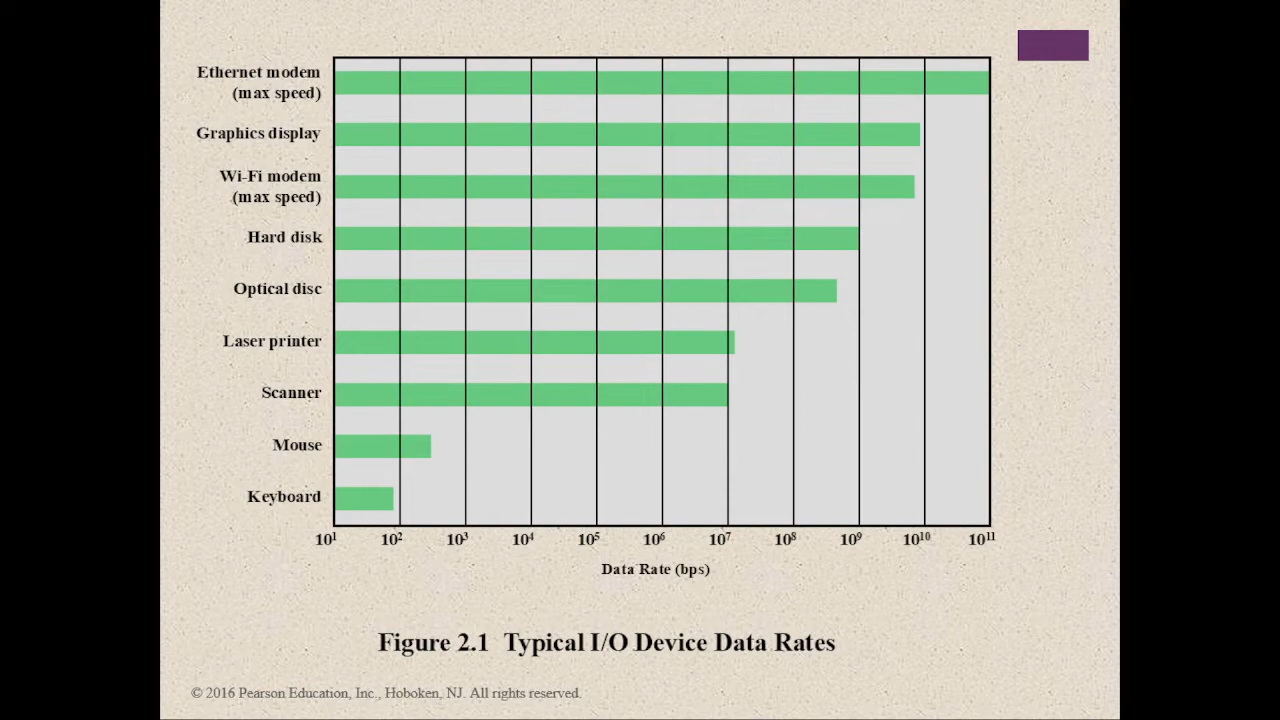 Ethernet modem
(max speed)
Graphics display
Wi-Fi modem
(max speed)
Hard disk
Optical disc
Laser printer
Scanner
Mouse
Keyboard
10¹ 10² 10³ 10⁴ 10⁵ 10⁶ 10⁷ 10⁸ 10⁹ 10¹⁰ 10¹¹
Data Rate (bps)
Figure 2.1 Typical I/O Device Data Rates
© 2016 Pearson Education, Inc., Hoboken, NJ. All rights reserved.